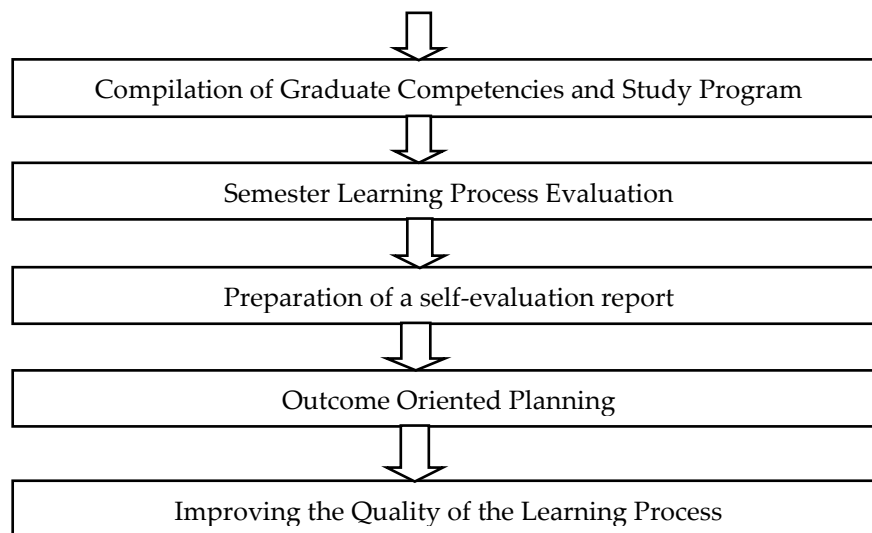 Compilation of Graduate Competencies and Study Program
Semester Learning Process Evaluation
Preparation of a self-evaluation report
Outcome Oriented Planning
Improving the Quality of the Learning Process